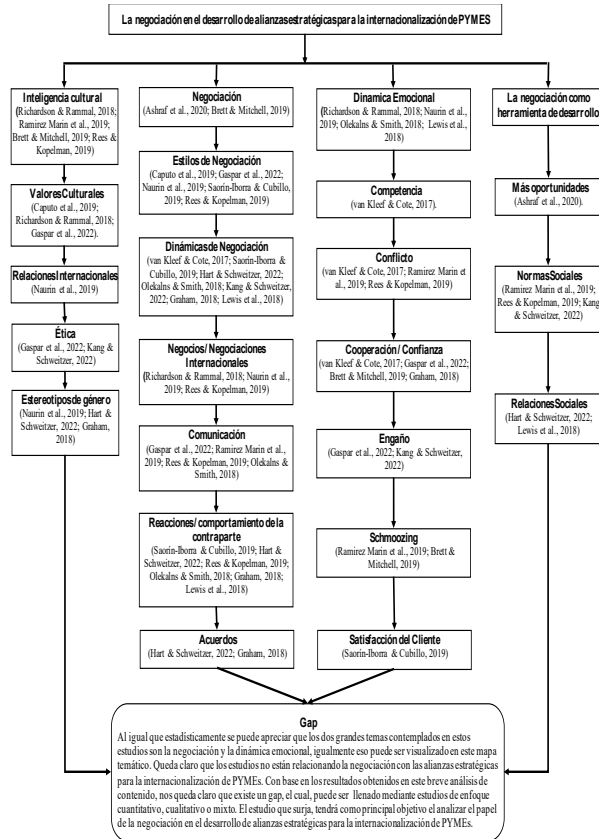 La negociación en el desarrollo de alianzas estratégicas para la internacionalización de PYMES
Inteligencia cultural
(Richardson & Rammal, 2018;
Ramirez Marin et al., 2019;
Brett & Mitchell, 2019; Rees &
Kopelman, 2019)
Valores Culturales
(Caputo et al., 2019;
Richardson & Rammal, 2018;
Gaspar et al., 2022).
Relaciones Internacionales
(Naurin et al., 2019)
Ética
(Gaspar et al., 2022; Kang &
Schweitzer, 2022)
Estereotipos de género
(Naurin et al., 2019; Hart &
Schweitzer, 2022; Graham,
2018)
Negociación
(Ashraf et al., 2020; Brett & Mitchell, 2019)
Estilos de Negociación
(Caputo et al., 2019; Gaspar et al., 2022;
Naurin et al., 2019; Saorín-Iborra & Cubillo,
2019; Rees & Kopelman, 2019)
Dinámicas de Negociación
(van Kleef & Cote, 2017; Saorín-Iborra &
Cubillo, 2019; Hart & Schweitzer, 2022;
Olekalns & Smith, 2018; Kang & Schweitzer,
2022; Graham, 2018; Lewis et al., 2018)
Negocios/ Negociaciones
Internacionales
(Richardson & Rammal, 2018; Naurin et al.,
2019; Rees & Kopelman, 2019)
Comunicación
(Gaspar et al., 2022; Ramirez Marin et al.,
2019; Rees & Kopelman, 2019; Olekalns &
Smith, 2018)
Reacciones/ comportamiento de la
contraparte
(Saorín-Iborra & Cubillo, 2019; Hart
& Schweitzer, 2022; Rees & Kopelman, 2019;
Olekalns & Smith, 2018; Graham, 2018;
Lewis et al., 2018)
Acuerdos
(Hart & Schweitzer, 2022; Graham, 2018)
Dinamica Emocional
(Richardson & Rammal, 2018; Naurin et al.,
2019; Olekalns & Smith, 2018; Lewis et al.,
2018)
Competencia
(van Kleef & Cote, 2017).
Conflicto
(van Kleef & Cote, 2017; Ramirez Marin et
al., 2019; Rees & Kopelman, 2019)
Cooperación / Confianza
(van Kleef & Cote, 2017; Gaspar et al., 2022;
Brett & Mitchell, 2019; Graham, 2018)
Engaño
(Gaspar et al., 2022; Kang & Schweitzer,
2022)
Schmoozing
(Ramirez Marin et al., 2019; Brett &
Mitchell, 2019)
Satisfacción del Cliente
(Saorín-Iborra & Cubillo, 2019)
La negociación como
herramienta de desarrollo
Más oportunidades
(Ashraf et al., 2020).
Normas Sociales
(Ramirez Marin et al., 2019;
Rees & Kopelman, 2019; Kang
& Schweitzer, 2022)
Relaciones Sociales
(Hart & Schweitzer, 2022;
Lewis et al., 2018)
Gap
Al igual que estadísticamente se puede apreciar que los dos grandes temas contemplados en estos
estudios son la negociación y la dinámica emocional, igualmente eso puede ser visualizado en este mapa
temático. Queda claro que los estudios no están relacionando la negociación con las alianzas estratégicas
para la internacionalización de PYMEs. Con base en los resultados obtenidos en este breve análisis de
contenido, nos queda claro que existe un gap, el cual, puede ser llenado mediante estudios de enfoque
cuantitativo, cualitativo o mixto. El estudio que surja, tendrá como principal objetivo el analizar el papel
de la negociación en el desarrollo de alianzas estratégicas para la internacionalización de PYMEs.